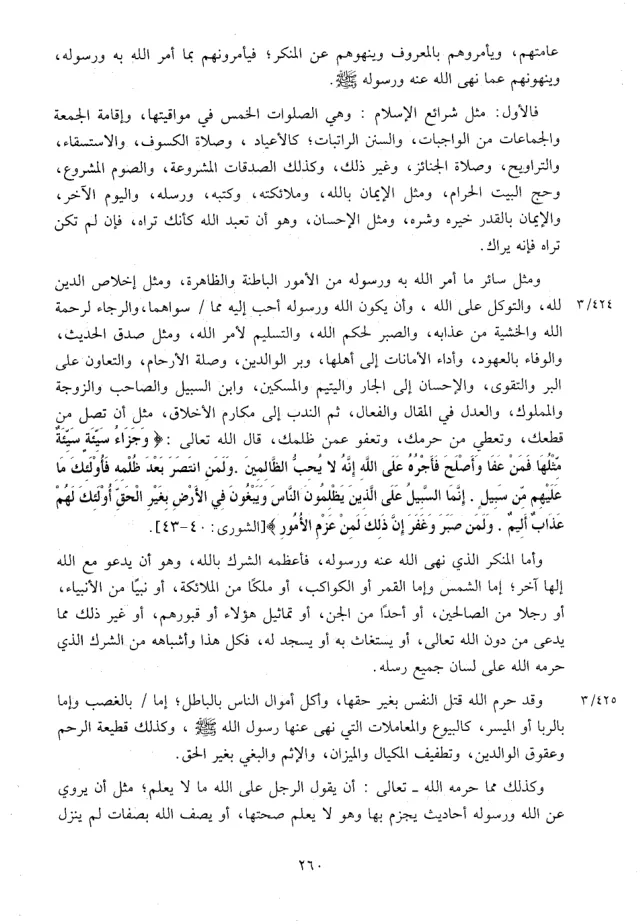 عامتهم، ويأمروهم بالمعروف وينهوهم عن المنكر؛ فيأمرونهم بما أمر الله به ورسوله،
وينهونهم عما نهى الله عنه ورسوله ﷺ.
فالأول: مثل شرائع الإسلام : وهي الصلوات الخمس في مواقيتها، وإقامة الجمعة
والجماعات من الواجبات، والسنن الراتبات؛ كالأعياد ، وصلاة الكسوف، والاستسقاء،
والتراويح، وصلاة الجنائز، وغير ذلك، وكذلك الصدقات المشروعة، والصوم المشروع،
وحج البيت الحرام، ومثل الإيمان بالله، وملائكته، وكتبه، ورسله، واليوم الآخر،
والإيمان بالقدر خيره وشره، ومثل الإحسان، وهو أن تعبد الله كأنك تراه، فإن لم تكن
تراه فإنه يراك.
ومثل سائر ما أمر الله به ورسوله من الأمور الباطنة والظاهرة، ومثل إخلاص الدين
٣/٤٢٤ لله، والتوكل على الله ، وأن يكون الله ورسوله أحب إليه مما / سواهما، والرجاء لرحمة
الله والخشية من عذابه، والصبر لحكم الله، والتسليم لأمر الله، ومثل صدق الحديث،
والوفاء بالعهود، وأداء الأمانات إلى أهلها، وبر الوالدين، وصلة الأرحام، والتعاون على
البر والتقوى، والإحسان إلى الجار واليتيم والمسكين، وابن السبيل والصاحب والزوجة
والمملوك، والعدل في المقال والفعال، ثم الندب إلى مكارم الأخلاق، مثل أن تصل من
قطعك، وتعطي من حرمك، وتعفو عمن ظلمك، قال الله تعالى : ﴿ وَجَزَاءُ سَيِّئَةٍ سَيِّئَةٌ
مِّثْلُهَا فَمَنْ عَفَا وَأَصْلَحَ فَأَجْرُهُ عَلَى اللَّهِ إِنَّهُ لا يُحِبُّ الظَّالِمِينَ . وَلَمَنِ انتَصَرَ بَعْدَ ظُلْمِهِ فَأُولَئِكَ مَا
عَلَيْهِم مِّن سَبِيلٍ . إِنَّمَا السَّبِيلُ عَلَى الَّذِينَ يَظْلِمُونَ النَّاسَ وَيَبْغُونَ فِي الأَرْضِ بِغَيْرِ الْحَقِّ أُولَئِكَ لَهُمْ
عَذَابٌ أَلِيمٌ . وَلَمَن صَبَرَ وَغَفَرَ إِنَّ ذَلِكَ لَمِنْ عَزْمِ الأُمُورِ ﴾[الشورى: ٤٠-٤٣].
وأما المنكر الذي نهى الله عنه ورسوله، فأعظمه الشرك بالله، وهو أن يدعو مع الله
إلها آخر؛ إما الشمس وإما القمر أو الكواكب، أو ملكًا من الملائكة، أو نبيًا من الأنبياء،
أو رجلا من الصالحين، أو أحدًا من الجن، أو تماثيل هؤلاء أو قبورهم، أو غير ذلك مما
يدعى من دون الله تعالى، أو يستغاث به أو يسجد له، فكل هذا وأشباهه من الشرك الذي
حرمه الله على لسان جميع رسله.
٣/٤٢٥ وقد حرم الله قتل النفس بغير حقها، وأكل أموال الناس بالباطل؛ إما / بالغصب وإما
بالربا أو الميسر، كالبيوع والمعاملات التي نهى عنها رسول الله ﷺ ، وكذلك قطيعة الرحم
وعقوق الوالدين، وتطفيف المكيال والميزان، والإثم والبغي بغير الحق.
وكذلك مما حرمه الله ـ تعالى : أن يقول الرجل على الله ما لا يعلم؛ مثل أن يروي
عن الله ورسوله أحاديث يجزم بها وهو لا يعلم صحتها، أو يصف الله بصفات لم ينزل
٢٦٠